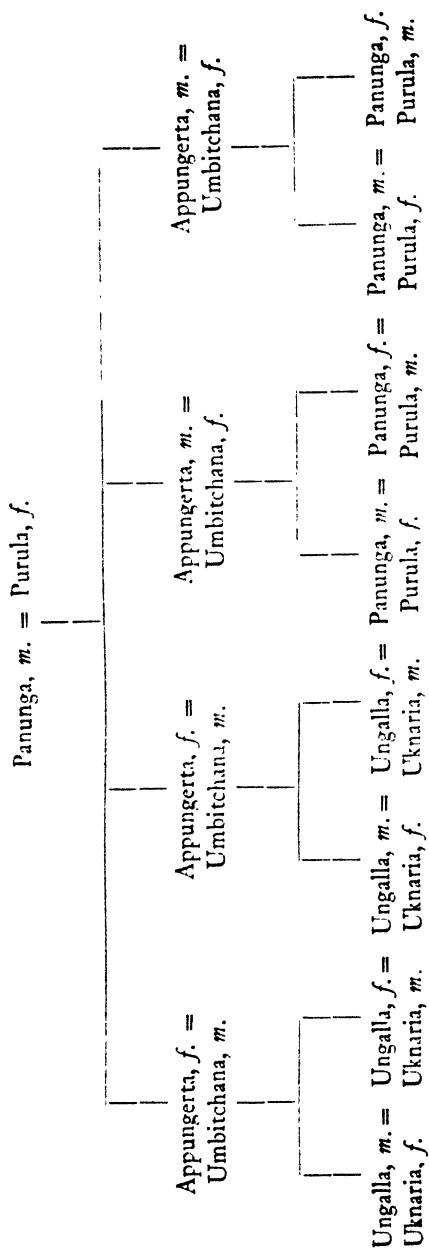 Panunga, m. = Purula, f.
Appungerta, f. =
Umbitchana, m.
Appungerta, f. =
Umbitchana, m.
Appungerta, m. =
Umbitchana, f.
Appungerta, m. =
Umbitchana, f.
Ungalla, m. =
Uknaria, f.
Ungalla, f. =
Uknaria, m.
Ungalla, m. =
Uknaria, f.
Ungalla, f. =
Uknaria, m.
Panunga, m. =
Purula, f.
Panunga, f. =
Purula, m.
Panunga, m. =
Purula, f.
Panunga, f.
Purula, m.